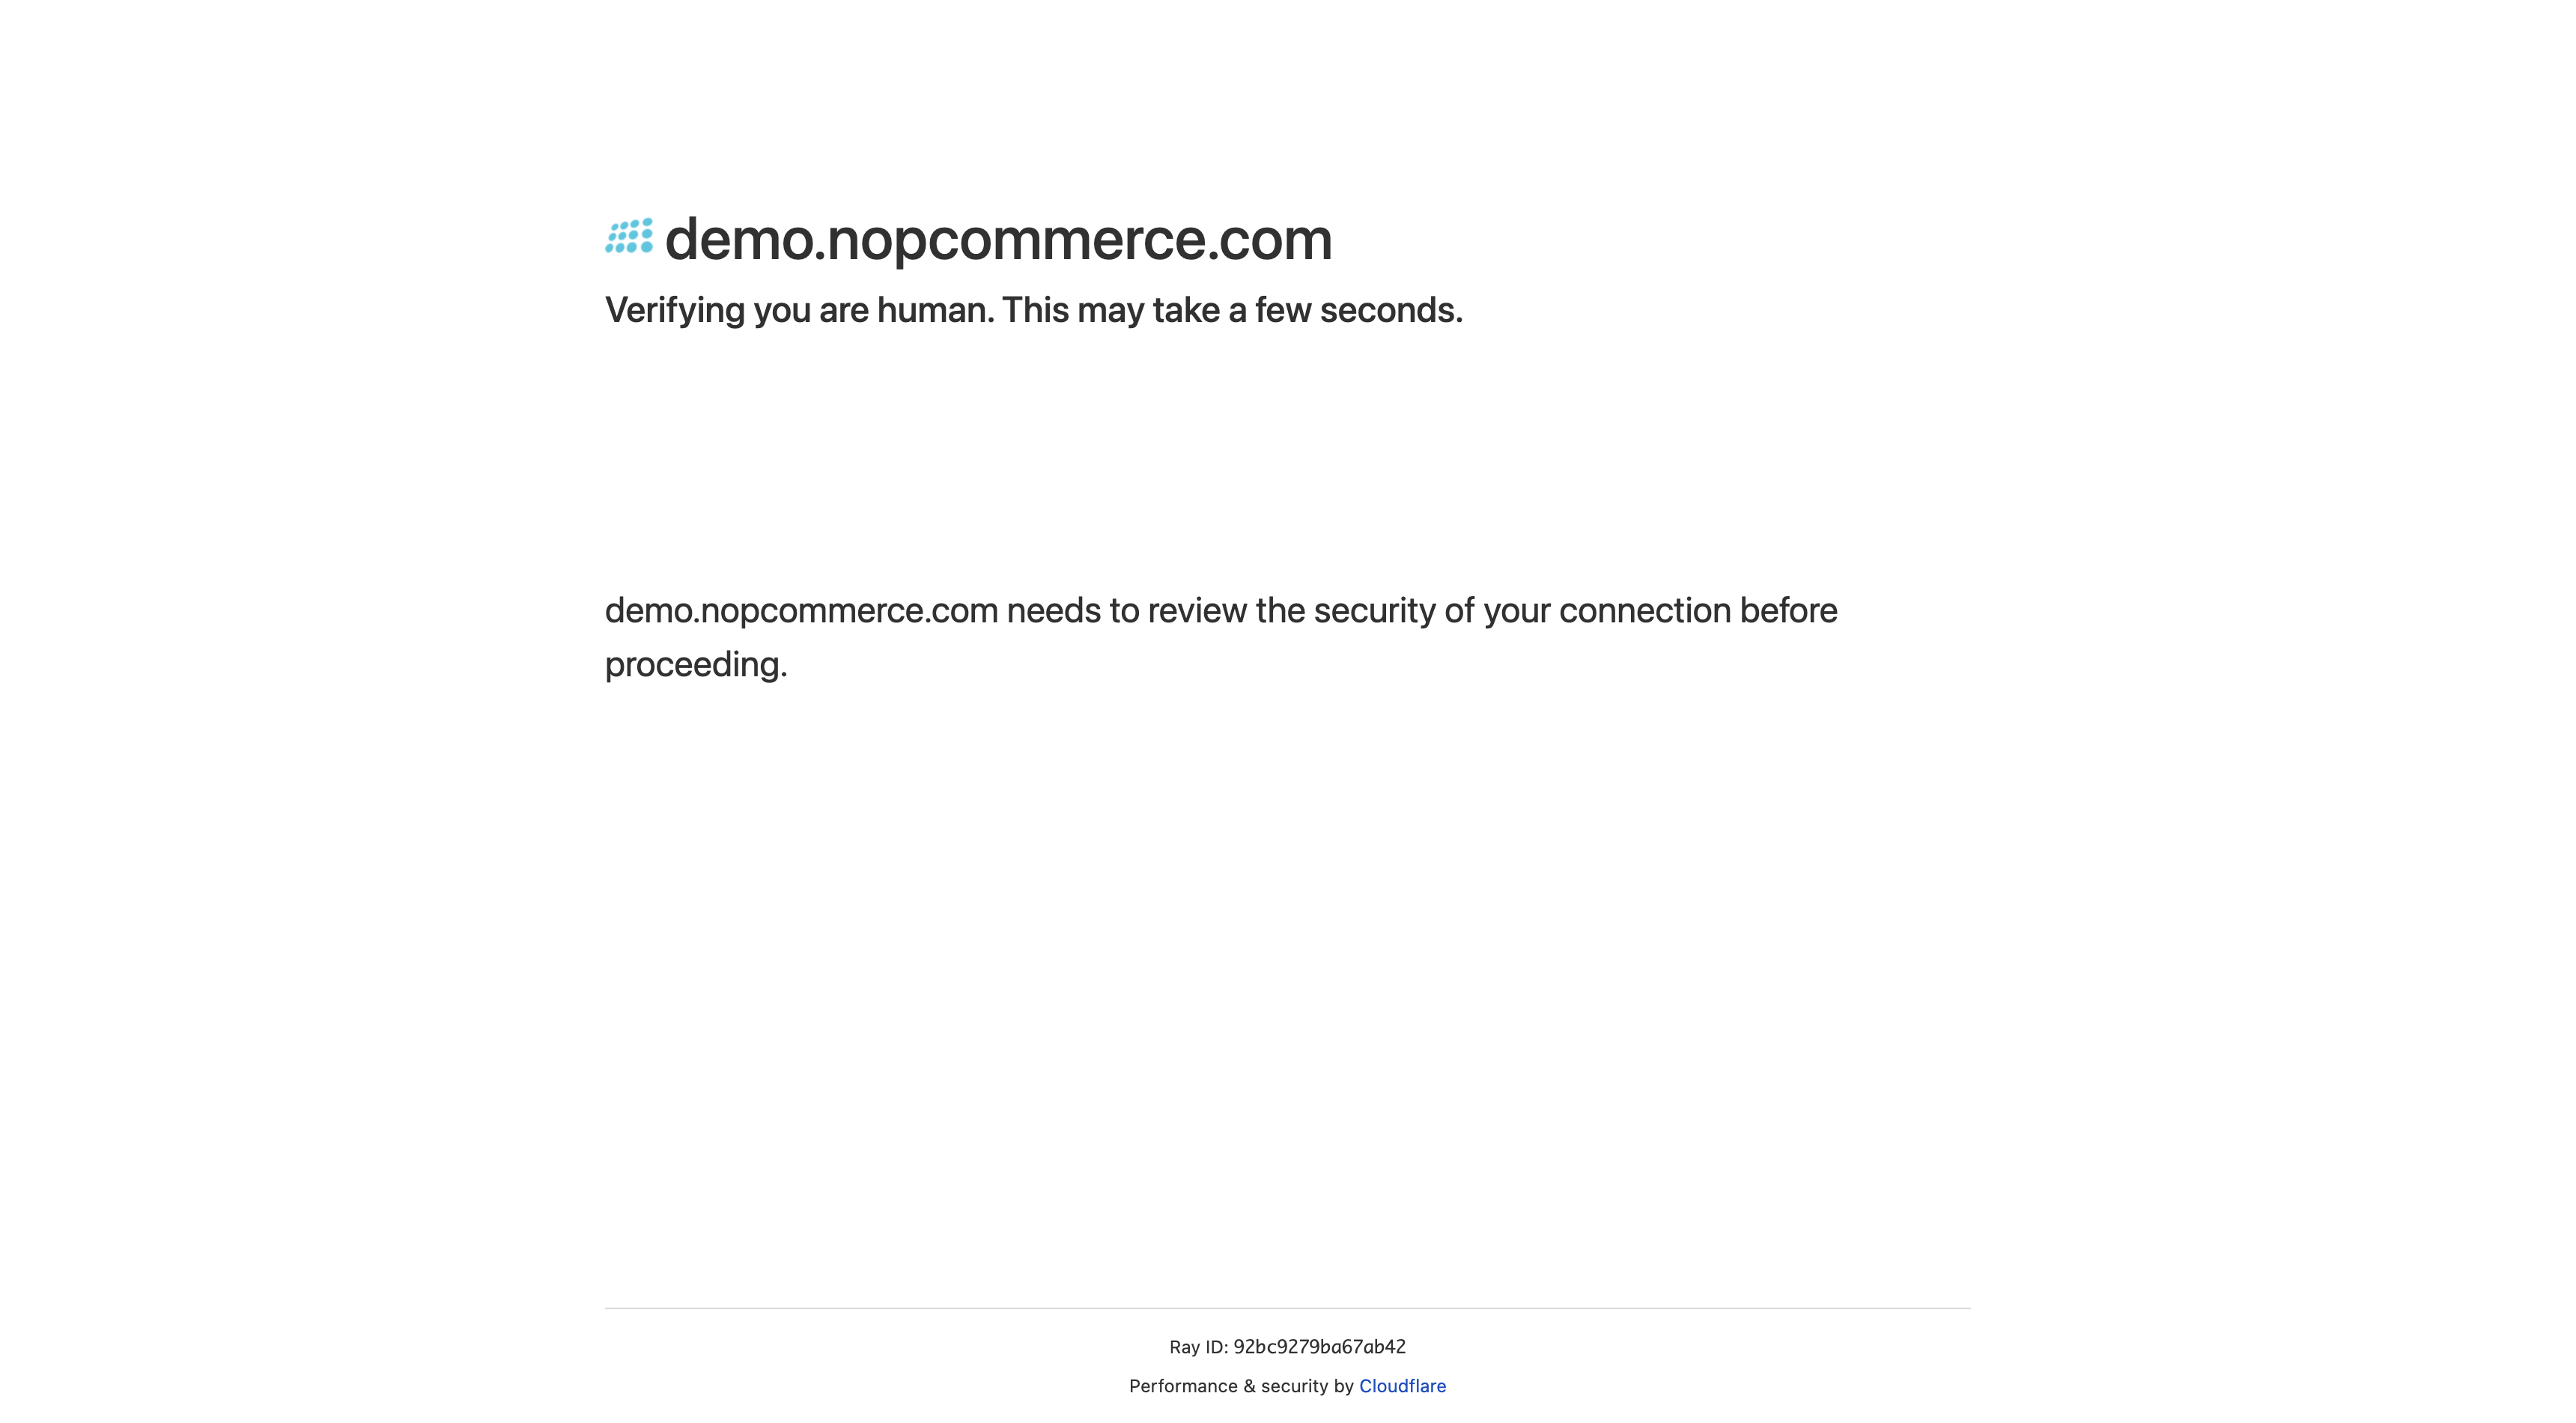 demo.nopcommerce.com
Verifying you are human. This may take a few seconds.
demo.nopcommerce.com needs to review the security of your connection before
proceeding.
Ray ID: 92bc9279ba67ab42
Performance & security by Cloudflare